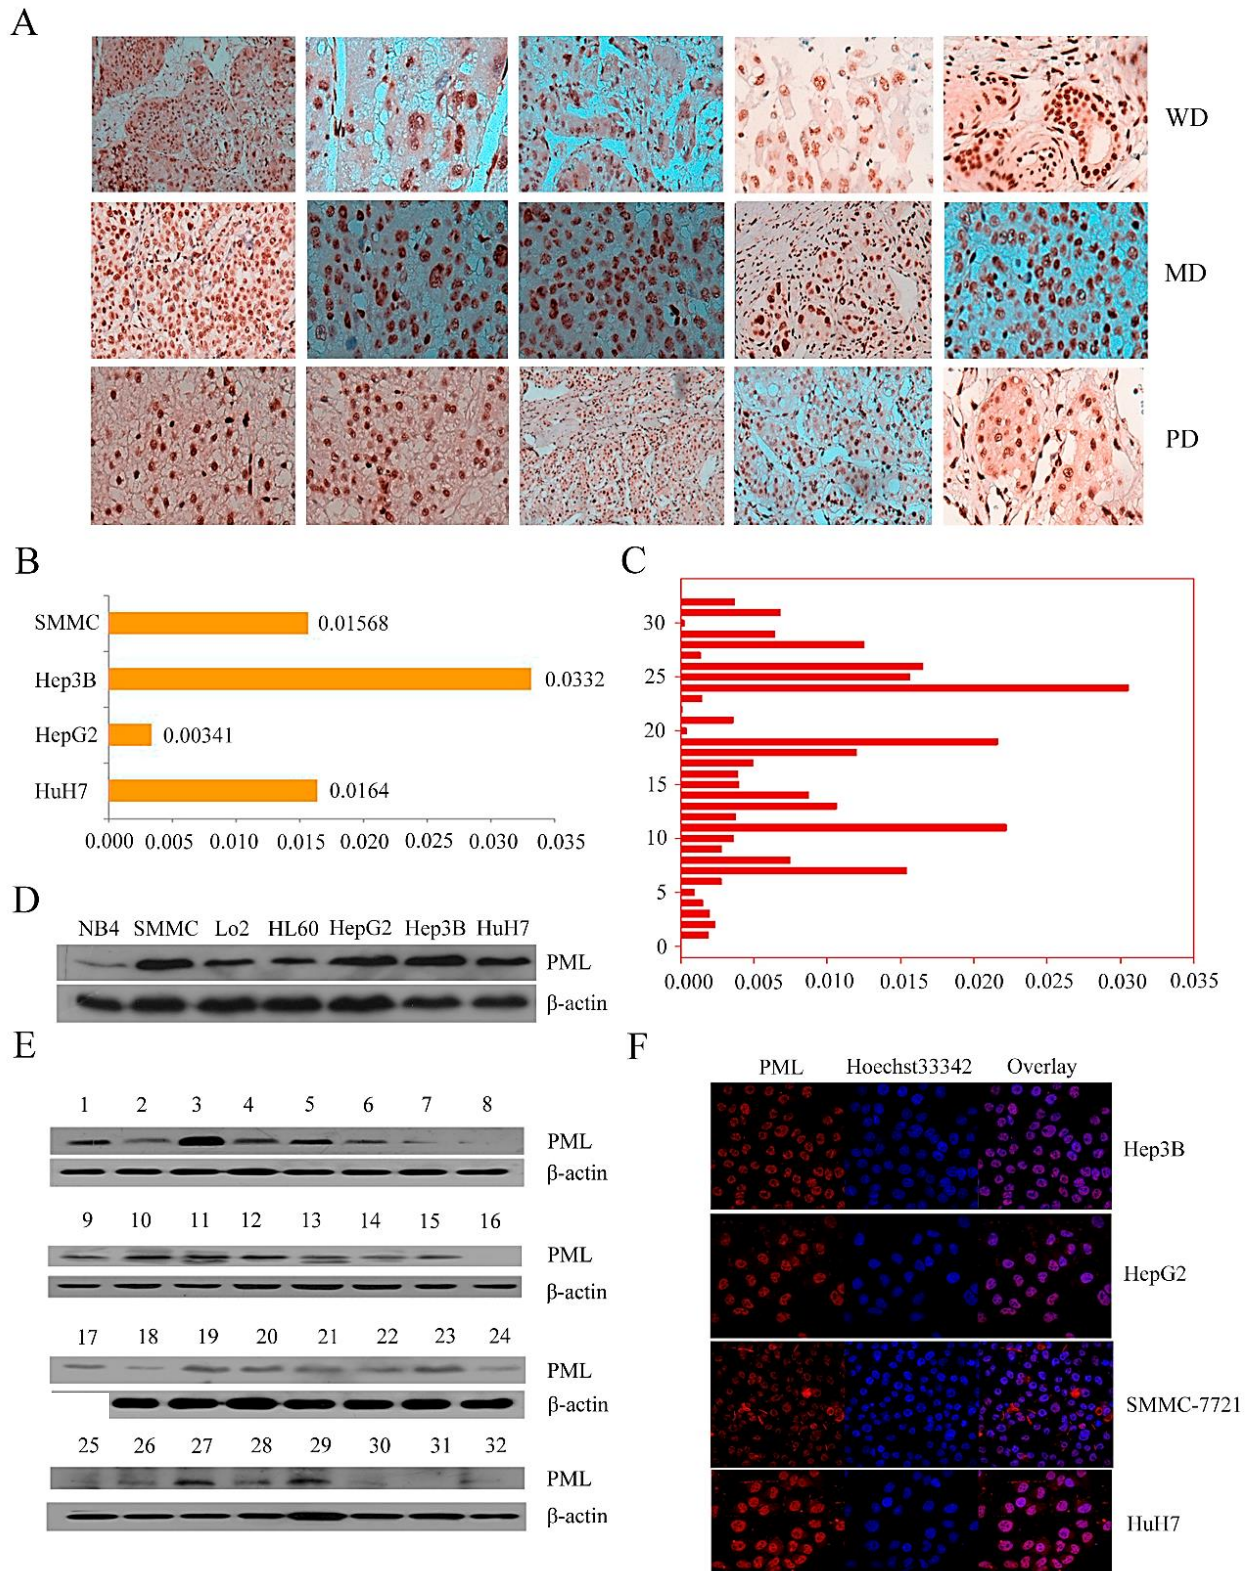 A
WD
MD
PD
B
SMMC
0.01568
Hep3B
0.0332
HepG2
0.00341
HuH7
0.0164
0.000 0.005 0.010 0.015 0.020 0.025 0.030 0.035
C
30
25
20
15
10
5
0
0.000 0.005 0.010 0.015 0.020 0.025 0.030 0.035
D
NB4 SMMC Lo2 HL60 HepG2 Hep3B HuH7
PML
β-actin
E
1 2 3 4 5 6 7 8
PML
β-actin
9 10 11 12 13 14 15 16
PML
β-actin
17 18 19 20 21 22 23 24
PML
β-actin
25 26 27 28 29 30 31 32
PML
β-actin
F
PML Hoechst33342 Overlay
Hep3B
HepG2
SMMC-7721
HuH7